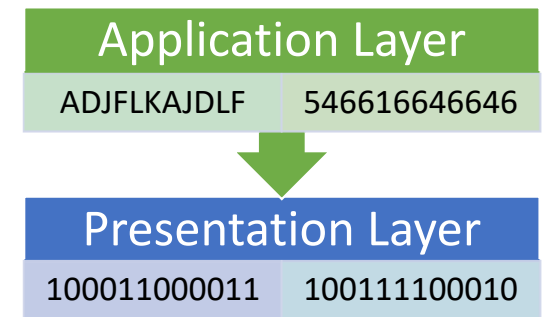 Application Layer
ADJFLKAJDLF 546616646646
Presentation Layer
100011000011 100111100010